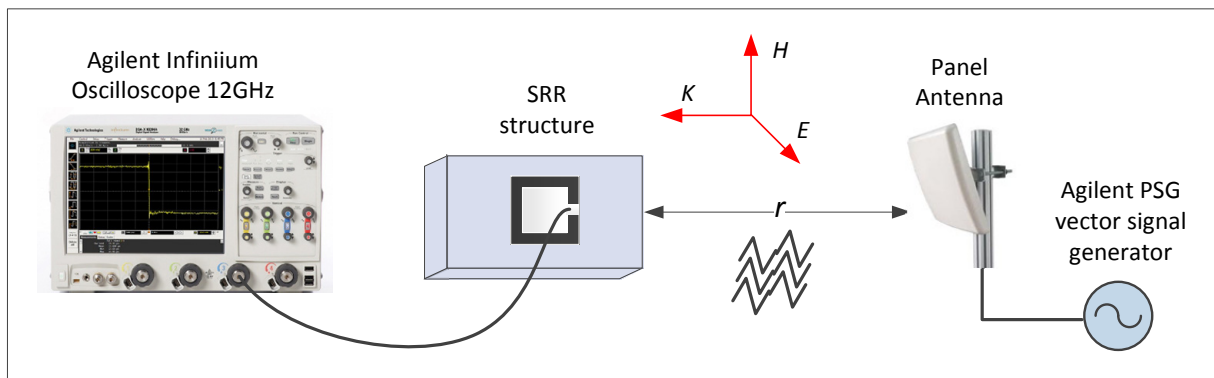 Agilent Infiniium
Oscilloscope 12GHz
SRR
structure
H
K
E
Panel
Antenna
r
Agilent PSG
vector signal
generator